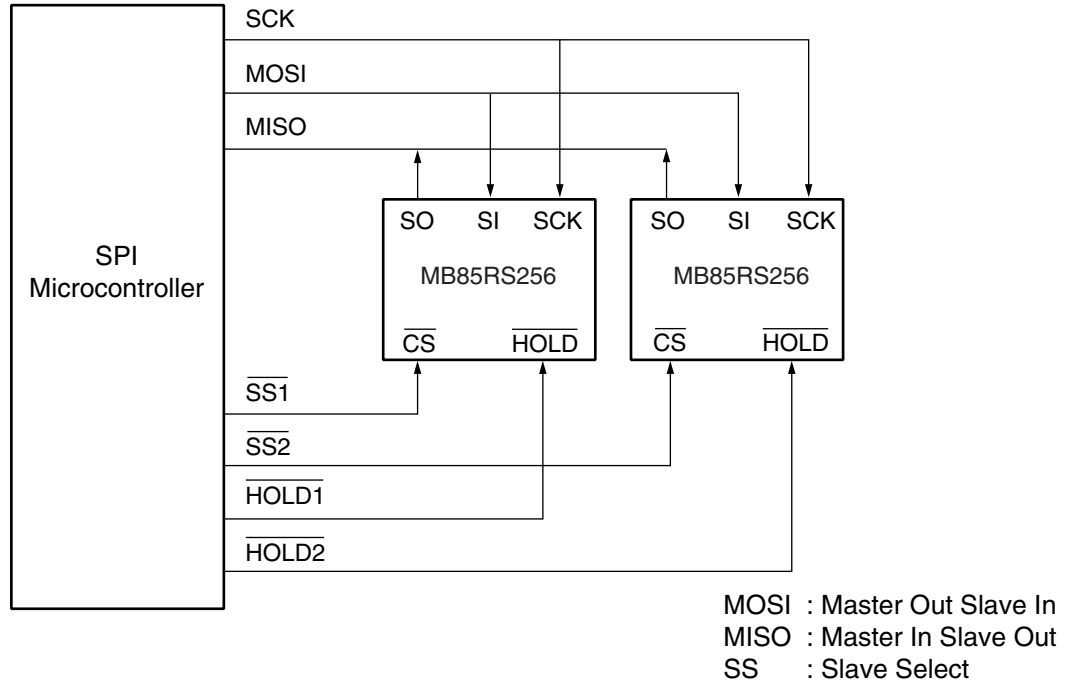 SCK
MOSI
MISO
SPI
Microcontroller
SO SI SCK
MB85RS256
CS HOLD
SO SI SCK
MB85RS256
CS HOLD
SS1
SS2
HOLD1
HOLD2
MOSI : Master Out Slave In
MISO : Master In Slave Out
SS : Slave Select